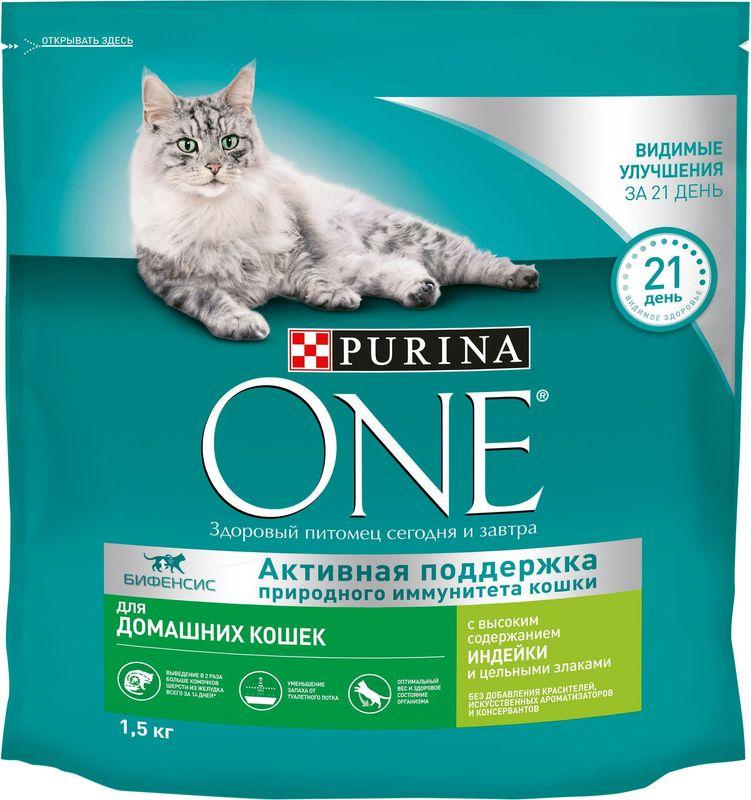 ОТКРЫВАТЬ ЗДЕСЬ
ВИДИМЫЕ
УЛУЧШЕНИЯ
ЗА 21 ДЕНЬ
21
день
ВИДИМОЕ ЗДОРОВЬЕ
PURINA
ONE®
Здоровый питомец сегодня и завтра
БИФЕНСИС
Активная поддержка
природного иммунитета кошки
для
ДОМАШНИХ КОШЕК
ВЫВЕДЕНИЕ В 2 РАЗА
БОЛЬШЕ КОМОЧКОВ
ШЕРСТИ ИЗ ЖЕЛУДКА
ВСЕГО ЗА 14 ДНЕЙ*
УМЕНЬШЕНИЕ
ЗАПАХА ОТ
ТУАЛЕТНОГО ЛОТКА
ОПТИМАЛЬНЫЙ
ВЕС И ЗДОРОВОЕ
СОСТОЯНИЕ
ОРГАНИЗМА
с высоким
содержанием
ИНДЕЙКИ
и цельными злаками
БЕЗ ДОБАВЛЕНИЯ КРАСИТЕЛЕЙ,
ИСКУССТВЕННЫХ АРОМАТИЗАТОРОВ
И КОНСЕРВАНТОВ
1,5 кг